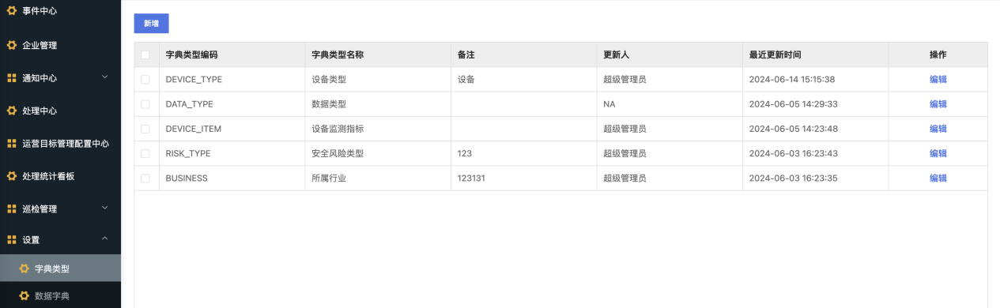 事件中心
企业管理
通知中心
处理中心
运营目标管理配置中心
处理统计看板
巡检管理
设置
字典类型
数据字典
新增
字典类型编码 字典类型名称 备注 更新人 最近更新时间 操作
DEVICE_TYPE 设备类型 设备 超级管理员 2024-06-14 15:15:38 编辑
DATA_TYPE 数据类型 NA 2024-06-05 14:29:33 编辑
DEVICE_ITEM 设备监测指标 超级管理员 2024-06-05 14:23:48 编辑
RISK_TYPE 安全风险类型 123 超级管理员 2024-06-03 16:23:43 编辑
BUSINESS 所属行业 123131 超级管理员 2024-06-03 16:23:35 编辑